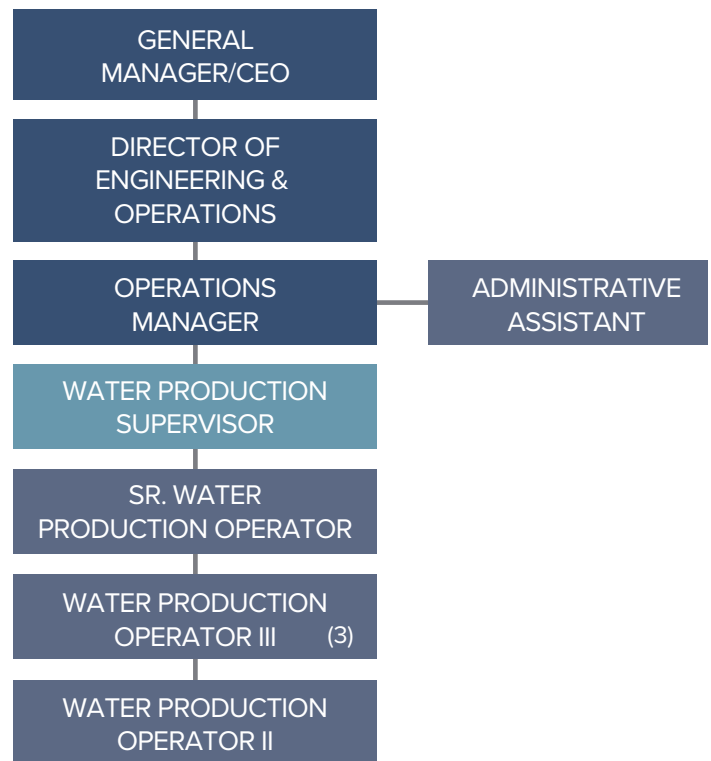 GENERAL
MANAGER/CEO
DIRECTOR OF
ENGINEERING &
OPERATIONS
OPERATIONS
MANAGER
ADMINISTRATIVE
ASSISTANT
WATER PRODUCTION
SUPERVISOR
SR. WATER
PRODUCTION OPERATOR
WATER PRODUCTION
OPERATOR III (3)
WATER PRODUCTION
OPERATOR II